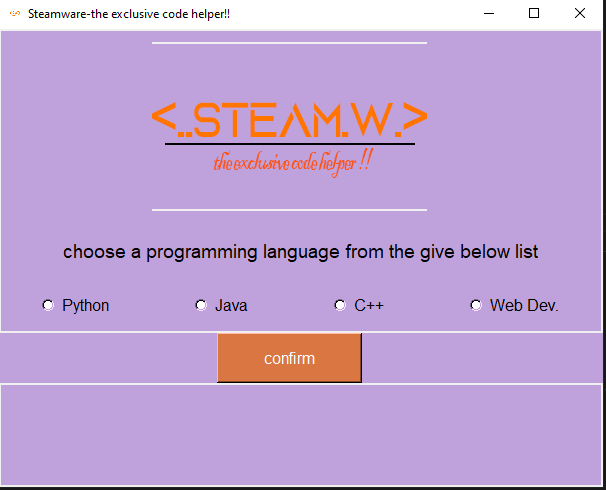 Steamware-the exclusive code helper!!
<..STEAM.W.>
the exclusive code helper !!
choose a programming language from the give below list
Python Java C++ Web Dev.
confirm